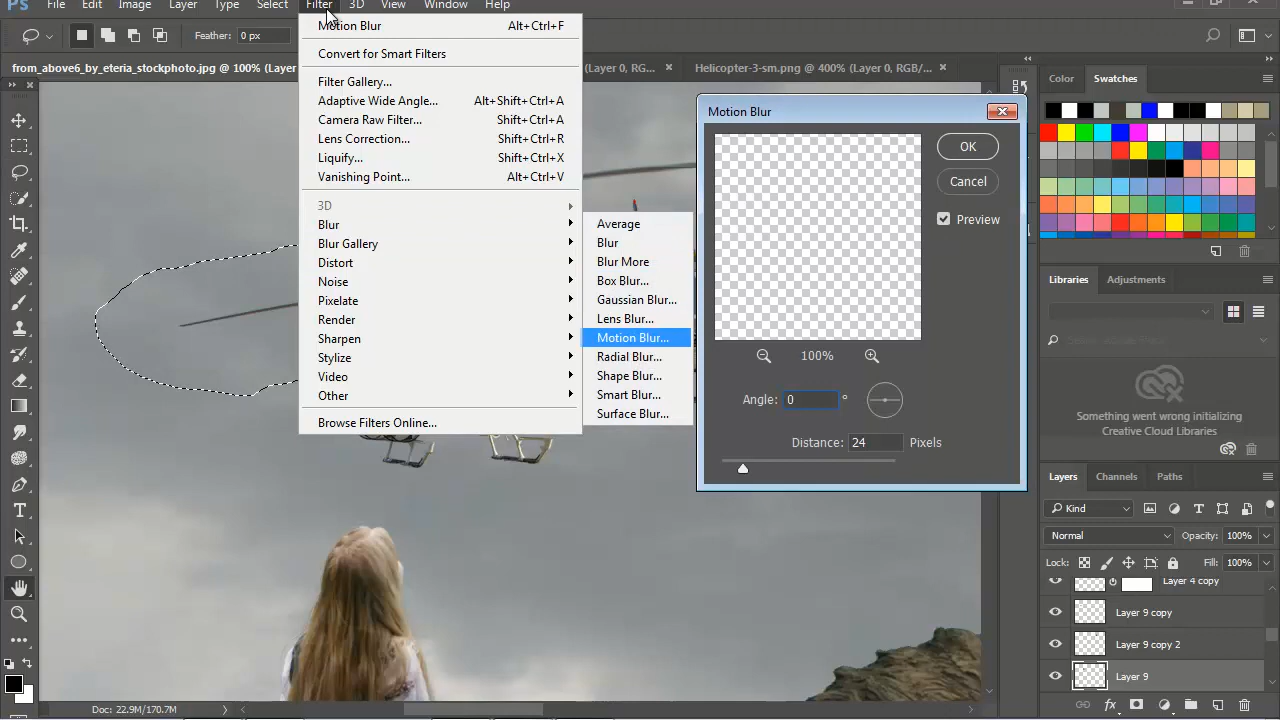 Ps File Edit Image Layer Type Select Filter 3D View Window Help
Feather: 0 px
from_above6_by_eteria_stockphoto.jpg @ 100% (Layer
(Layer 0, RG...
Helicopter-3-sm.png @ 400% (Layer 0, RGB/...
Motion Blur Alt+Ctrl+F
Convert for Smart Filters
Filter Gallery...
Adaptive Wide Angle... Alt+Shift+Ctrl+A
Camera Raw Filter... Shift+Ctrl+A
Lens Correction... Shift+Ctrl+R
Liquify... Shift+Ctrl+X
Vanishing Point... Alt+Ctrl+V
3D
Blur
Blur Gallery
Distort
Noise
Pixelate
Render
Sharpen
Stylize
Video
Other
Browse Filters Online...
Average
Blur
Blur More
Box Blur...
Gaussian Blur...
Lens Blur...
Motion Blur...
Radial Blur...
Shape Blur...
Smart Blur...
Surface Blur...
Motion Blur
OK
Cancel
Preview
100%
Angle: 0 °
Distance: 24 Pixels
Color Swatches
Libraries Adjustments
Something went wrong initializing
Creative Cloud Libraries
Layers Channels Paths
Kind
Normal Opacity: 100%
Lock: Fill: 100%
Layer 4 copy
Layer 9 copy
Layer 9 copy 2
Layer 9
fx
Doc: 22.9M/170.7M